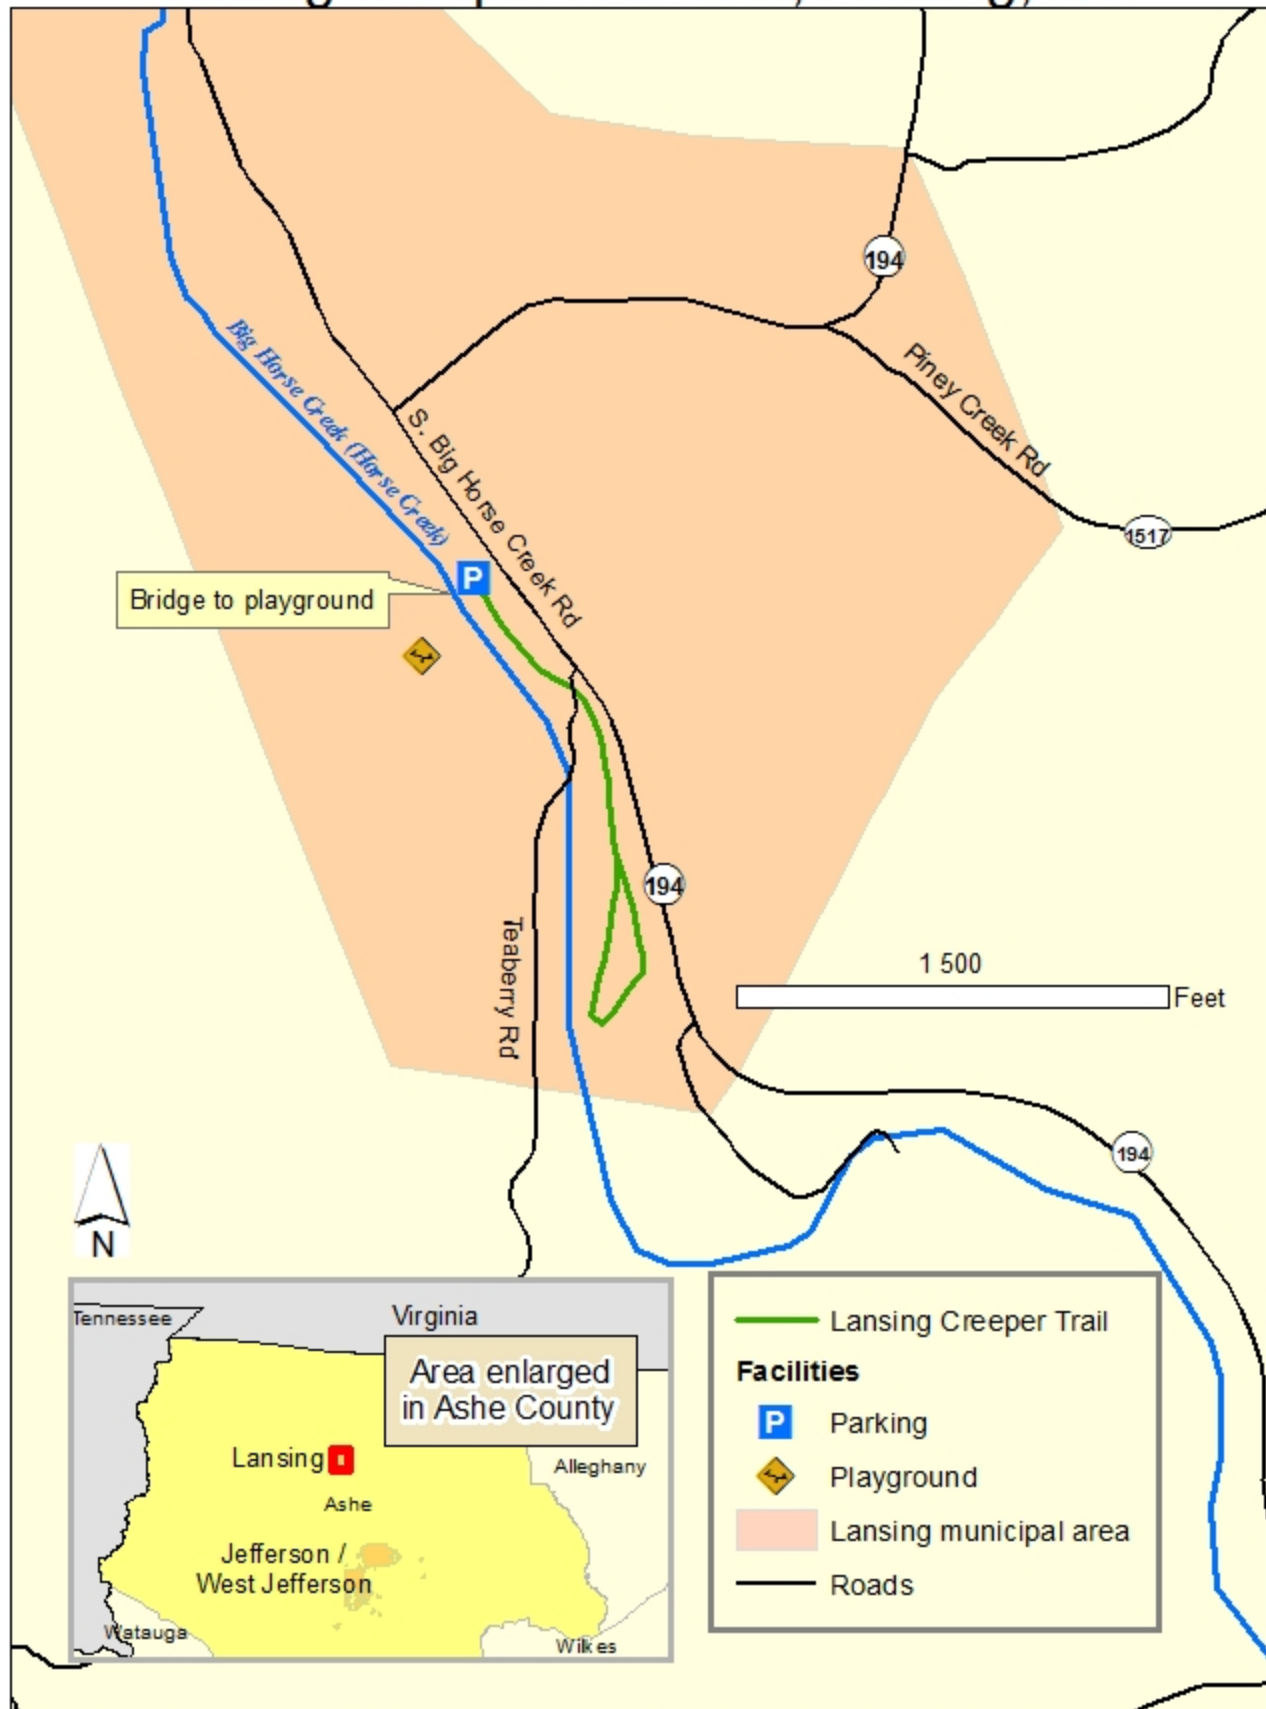 194
Piney Creek Rd
Big Horse Creek (Horse Creek)
S. Big Horse Creek Rd
1517
P
Bridge to playground
194
Teaberry Rd
1 500
Feet
194
N
Tennessee
Virginia
Area enlarged
in Ashe County
Lansing
Alleghany
Ashe
Jefferson /
West Jefferson
Watauga
Wilkes
Lansing Creeper Trail
Facilities
P
Parking
Playground
Lansing municipal area
Roads